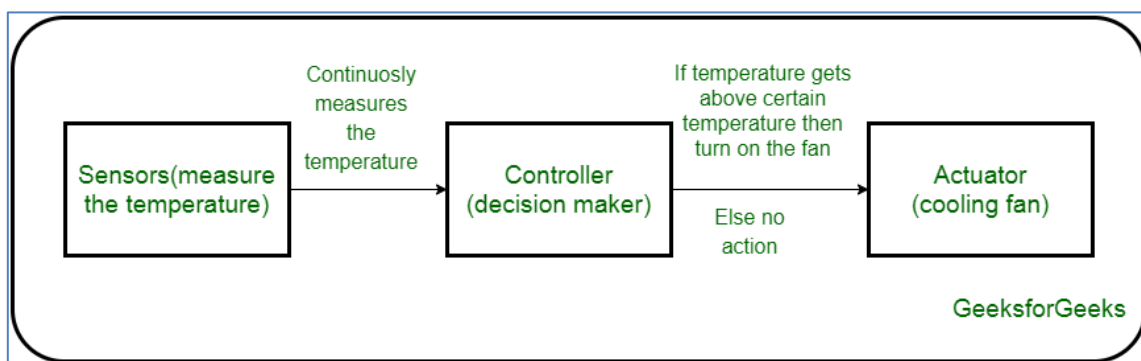 Sensors(measure
the temperature)
Continuosly
measures
the
temperature
Controller
(decision maker)
If temperature gets
above certain
temperature then
turn on the fan
Else no
action
Actuator
(cooling fan)
GeeksforGeeks